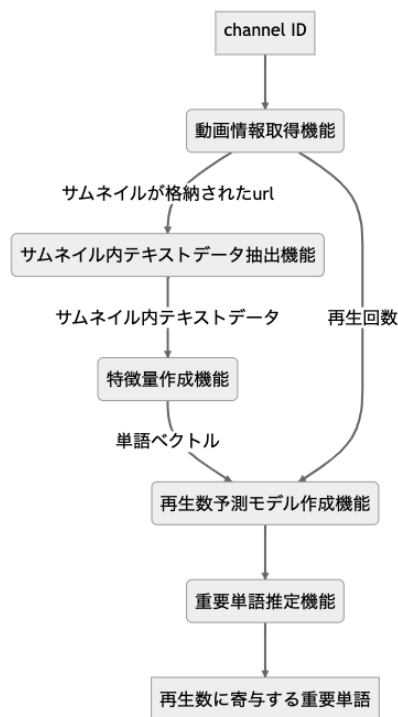 channel ID
動画情報取得機能
サムネイルが格納されたurl
サムネイル内テキストデータ抽出機能
サムネイル内テキストデータ
再生回数
特徴量作成機能
単語ベクトル
再生数予測モデル作成機能
重要単語推定機能
再生数に寄与する重要単語